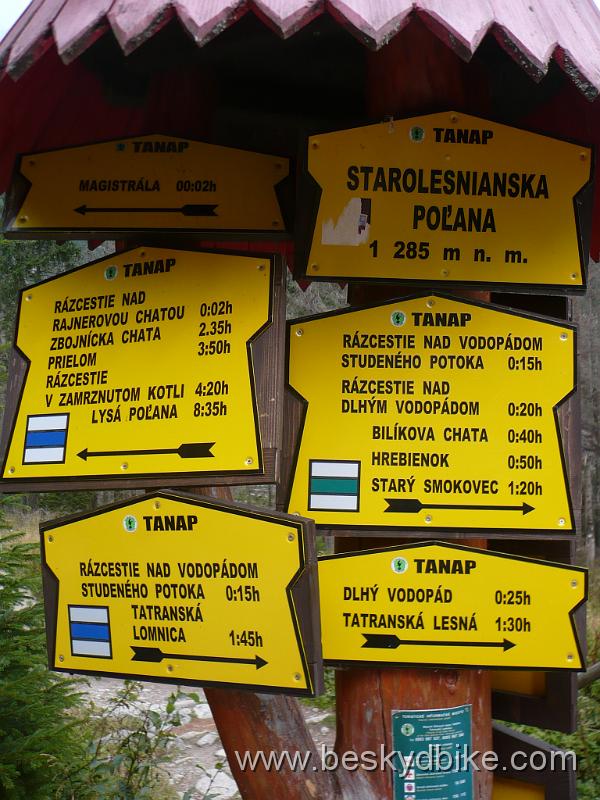 TANAP
MAGISTRÁLA 00:02h
TANAP
STAROLESNIANSKA
POĽANA
1 285 m n. m.
TANAP
RÁZCESTIE NAD
RAJNEROVOU CHATOU 0:02h
ZBOJNÍCKA CHATA 2.35h
PRIELOM 3:50h
RÁZCESTIE
V ZAMRZNUTOM KOTLI 4:20h
LYSÁ POĽANA 8:35h
TANAP
RÁZCESTIE NAD VODOPÁDOM
STUDENÉHO POTOKA 0:15h
RÁZCESTIE NAD
DLHÝM VODOPÁDOM 0:20h
BILÍKOVA CHATA 0:40h
HREBIENOK 0:50h
STARÝ SMOKOVEC 1:20h
TANAP
RÁZCESTIE NAD VODOPÁDOM
STUDENÉHO POTOKA 0:15h
TATRANSKÁ
LOMNICA 1:45h
TANAP
DLHÝ VODOPÁD 0:25h
TATRANSKÁ LESNÁ 1:30h
www.beskydbike.com